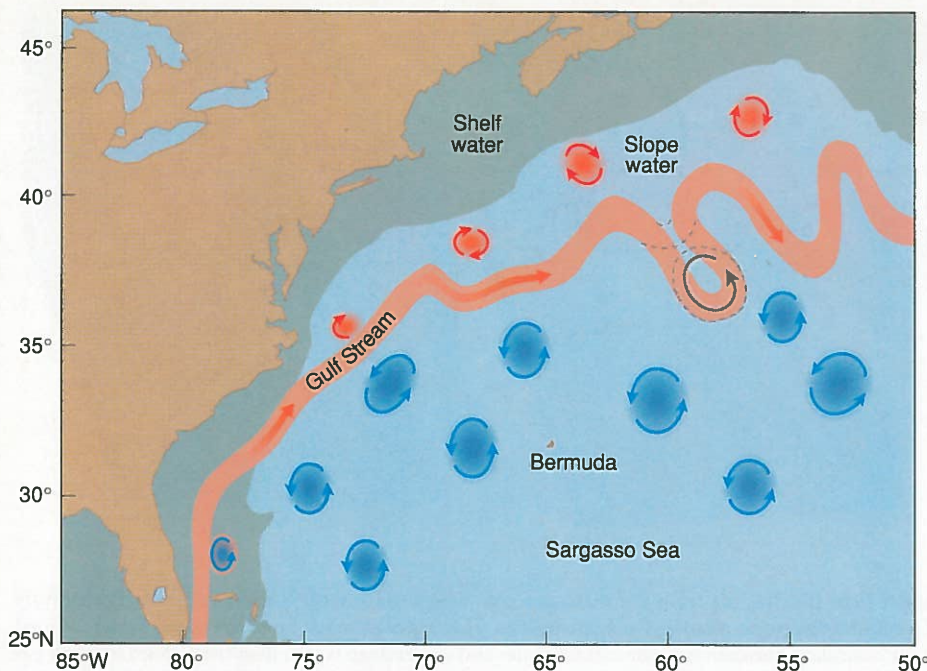 45°
Shelf
water
Slope
water
40°
35°
Gulf Stream
Bermuda
30°
Sargasso Sea
25°N
85°W
80°
75°
70°
65°
60°
55°
50°